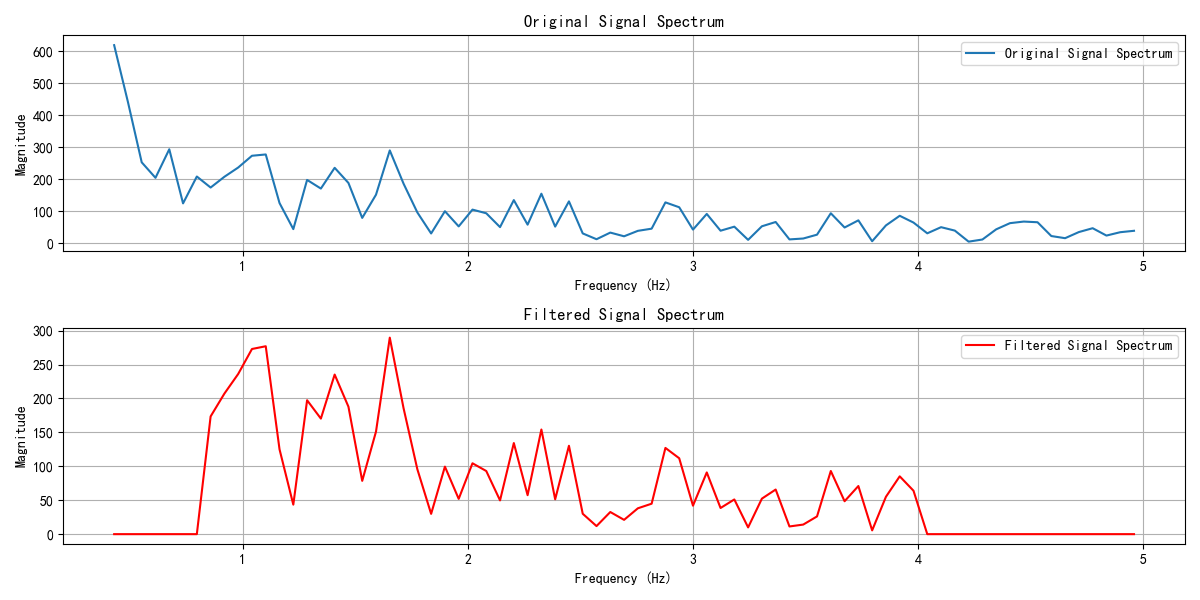 Original Signal Spectrum
600
500
400
300
200
100
0
Magnitude
Original Signal Spectrum
1 2 3 4 5
Frequency (Hz)
Filtered Signal Spectrum
300
250
200
150
100
50
0
Magnitude
Filtered Signal Spectrum
1 2 3 4 5
Frequency (Hz)